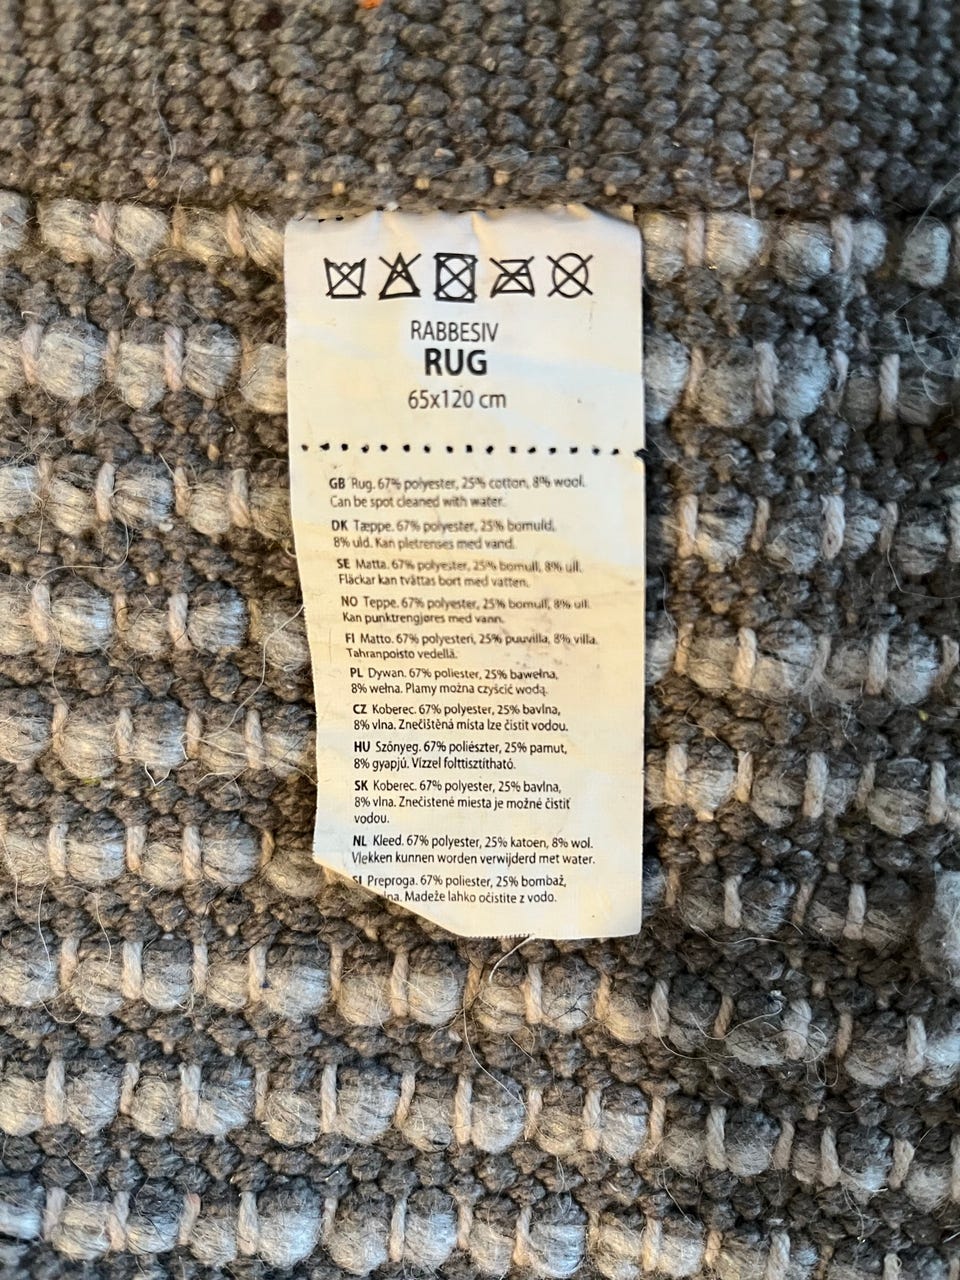 RABBESIV
RUG
65x120 cm
GB Rug. 67% polyester, 25% cotton, 8% wool.
Can be spot cleaned with water.
DK Tæppe. 67% polyester, 25% bomuld,
8% uld. Kan pletrenses med vand.
SE Matta. 67% polyester, 25% bomull, 8% ull.
Fläckar kan tvättas bort med vatten.
NO Teppe. 67% polyester, 25% bomull, 8% ull.
Kan punktrengjøres med vann.
FI Matto. 67% polyesteri, 25% puuvilla, 8% villa.
Tahranpoisto vedellä.
PL Dywan. 67% poliester, 25% bawełna,
8% wełna. Plamy można czyścić wodą.
CZ Koberec. 67% polyester, 25% bavlna,
8% vlna. Znečištěná místa lze čistit vodou.
HU Szőnyeg. 67% poliészter, 25% pamut,
8% gyapjú. Vízzel folttisztítható.
SK Koberec. 67% polyester, 25% bavlna,
8% vlna. Znečistené miesta je možné čistiť
vodou.
NL Kleed. 67% polyester, 25% katoen, 8% wol.
Vlekken kunnen worden verwijderd met water.
SI Preproga. 67% poliester, 25% bombaž,
Madeže lahko očistite z vodo.